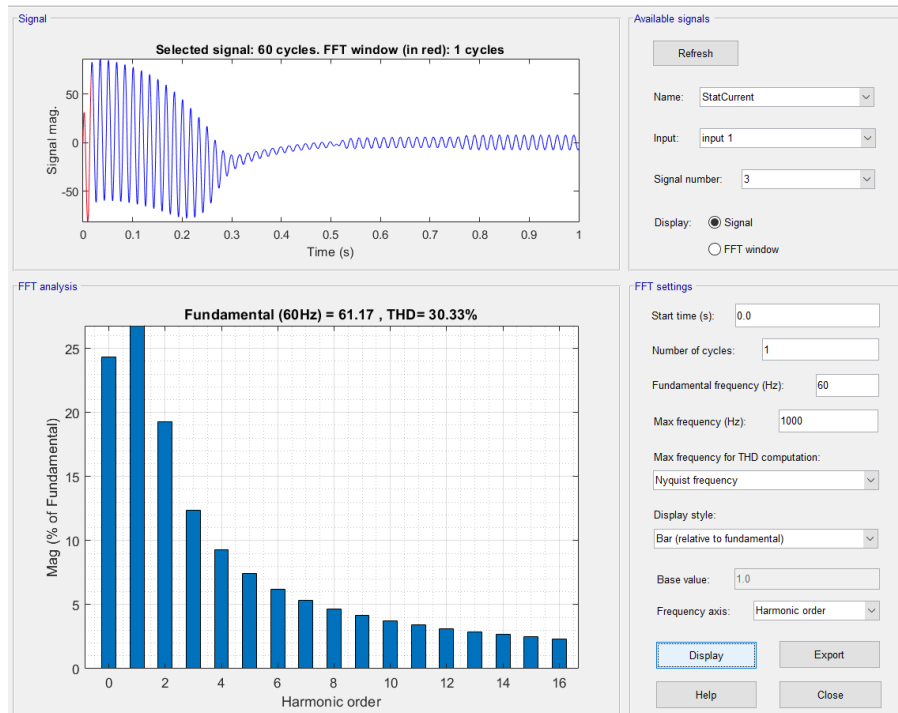 Signal
Selected signal: 60 cycles. FFT window (in red): 1 cycles
50
0
-50
Signal mag.
0 0.1 0.2 0.3 0.4 0.5 0.6 0.7 0.8 0.9 1
Time (s)
FFT analysis
Fundamental (60Hz) = 61.17 , THD= 30.33%
25
20
15
10
5
0
Mag (% of Fundamental)
0 2 4 6 8 10 12 14 16
Harmonic order
Available signals
Refresh
Name: StatCurrent
Input: input 1
Signal number: 3
Display: Signal
FFT window
FFT settings
Start time (s): 0.0
Number of cycles: 1
Fundamental frequency (Hz): 60
Max frequency (Hz): 1000
Max frequency for THD computation:
Nyquist frequency
Display style:
Bar (relative to fundamental)
Base value: 1.0
Frequency axis: Harmonic order
Display Export
Help Close